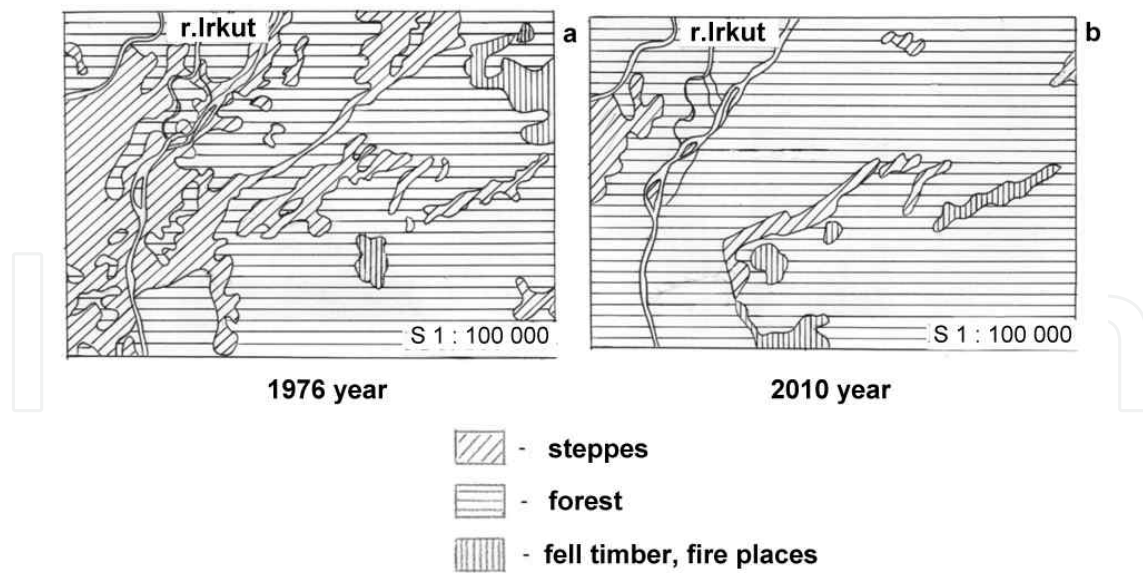 r.Irkut
a
S 1 : 100 000
1976 year
r.Irkut
b
S 1 : 100 000
2010 year
- steppes
- forest
- fell timber, fire places